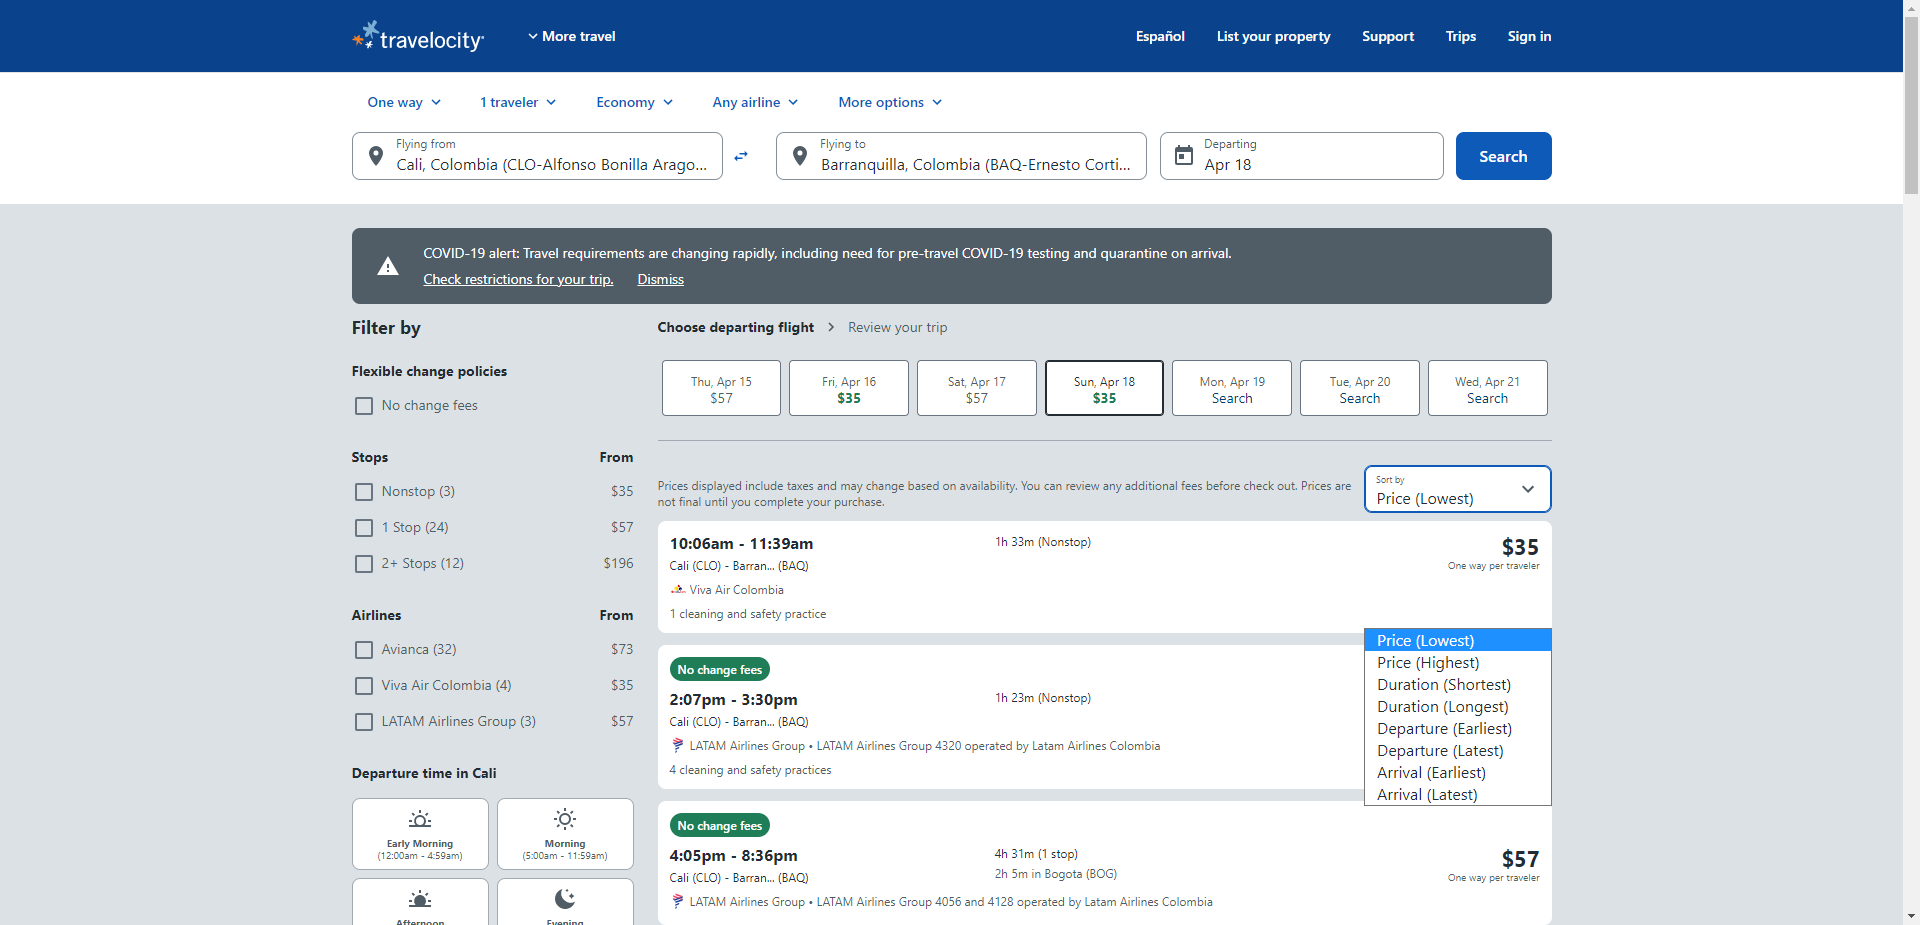 travelocity
More travel
Español
List your property
Support
Trips
Sign in
One way
1 traveler
Economy
Any airline
More options
Flying from
Cali, Colombia (CLO-Alfonso Bonilla Arago...
Flying to
Barranquilla, Colombia (BAQ-Ernesto Corti...
Departing
Apr 18
Search
COVID-19 alert: Travel requirements are changing rapidly, including need for pre-travel COVID-19 testing and quarantine on arrival.
Check restrictions for your trip.
Dismiss
Filter by
Flexible change policies
No change fees
Stops From
Nonstop (3) $35
1 Stop (24) $57
2+ Stops (12) $196
Airlines From
Avianca (32) $73
Viva Air Colombia (4) $35
LATAM Airlines Group (3) $57
Departure time in Cali
Early Morning
(12:00am - 4:59am)
Morning
(5:00am - 11:59am)
Afternoon
Evening
Choose departing flight
Review your trip
Thu, Apr 15
$57
Fri, Apr 16
$35
Sat, Apr 17
$57
Sun, Apr 18
$35
Mon, Apr 19
Search
Tue, Apr 20
Search
Wed, Apr 21
Search
Prices displayed include taxes and may change based on availability. You can review any additional fees before check out. Prices are
not final until you complete your purchase.
Sort by
Price (Lowest)
10:06am - 11:39am
Cali (CLO) - Barran... (BAQ)
Viva Air Colombia
1 cleaning and safety practice
1h 33m (Nonstop)
$35
One way per traveler
Price (Lowest)
Price (Highest)
Duration (Shortest)
Duration (Longest)
Departure (Earliest)
Departure (Latest)
Arrival (Earliest)
Arrival (Latest)
No change fees
2:07pm - 3:30pm
Cali (CLO) - Barran... (BAQ)
LATAM Airlines Group • LATAM Airlines Group 4320 operated by Latam Airlines Colombia
4 cleaning and safety practices
1h 23m (Nonstop)
No change fees
4:05pm - 8:36pm
Cali (CLO) - Barran... (BAQ)
LATAM Airlines Group • LATAM Airlines Group 4056 and 4128 operated by Latam Airlines Colombia
4h 31m (1 stop)
2h 5m in Bogota (BOG)
$57
One way per traveler